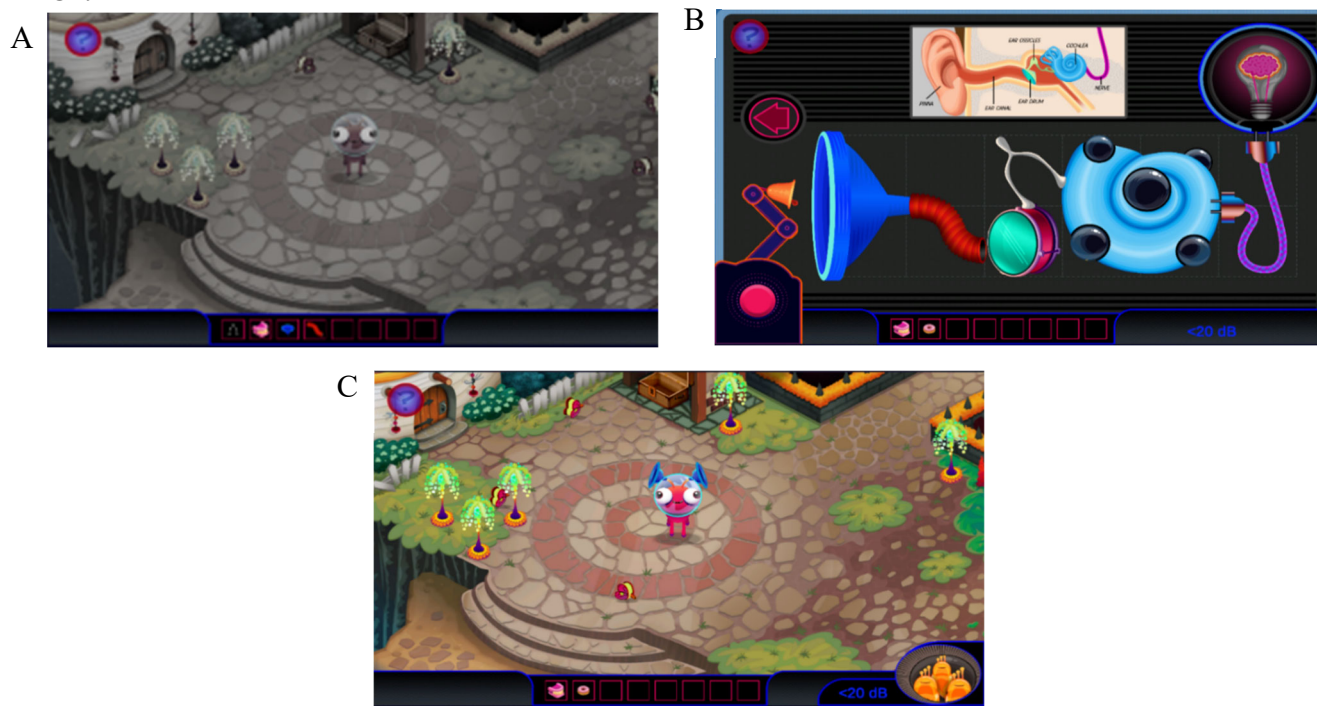 A
?
B
?
EAR OSSICLES
COCHLEA
PINNA
EAR CANAL
EAR DRUM
NERVE
<20 dB
C
?
<20 dB